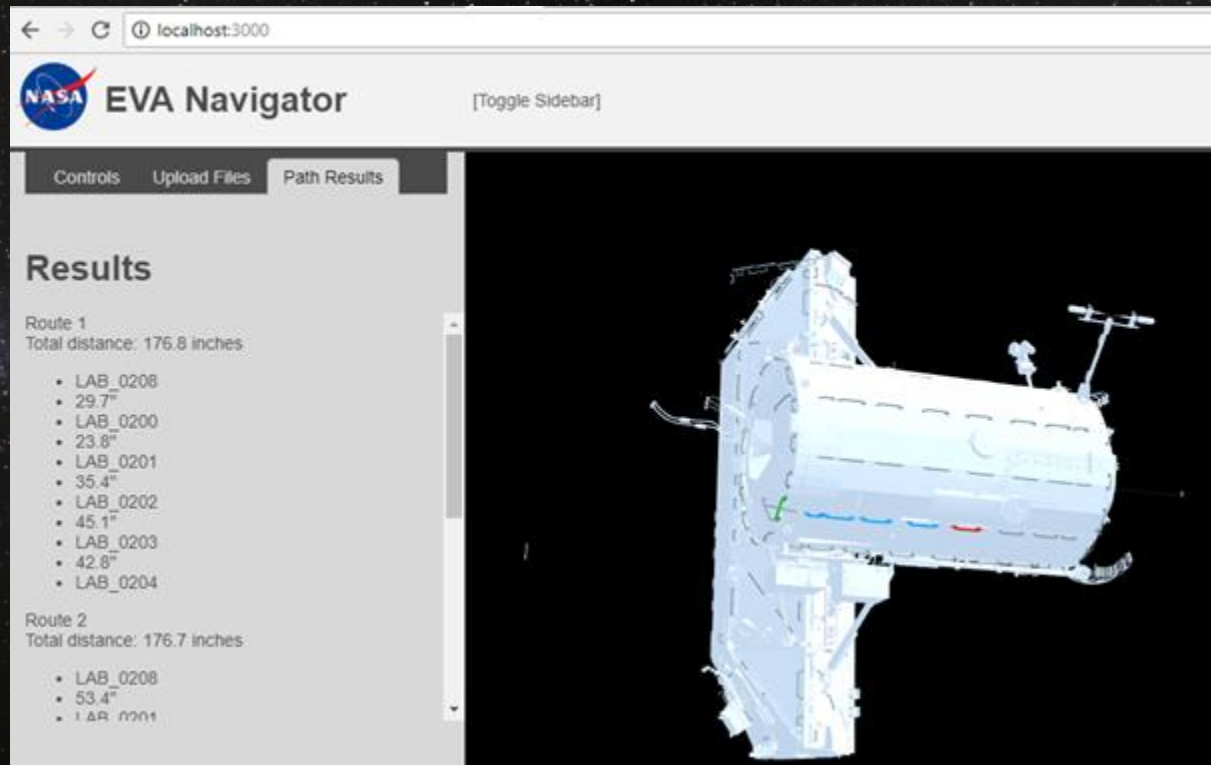 localhost:3000
NASA
EVA Navigator
[Toggle Sidebar]
Controls Upload Files Path Results
Results
Route 1
Total distance: 176.8 inches
• LAB_0208
• 29.7"
• LAB_0200
• 23.8"
• LAB_0201
• 35.4"
• LAB_0202
• 45.1"
• LAB_0203
• 42.8"
• LAB_0204
Route 2
Total distance: 176.7 inches
• LAB_0208
• 53.4"
• LAB_0201